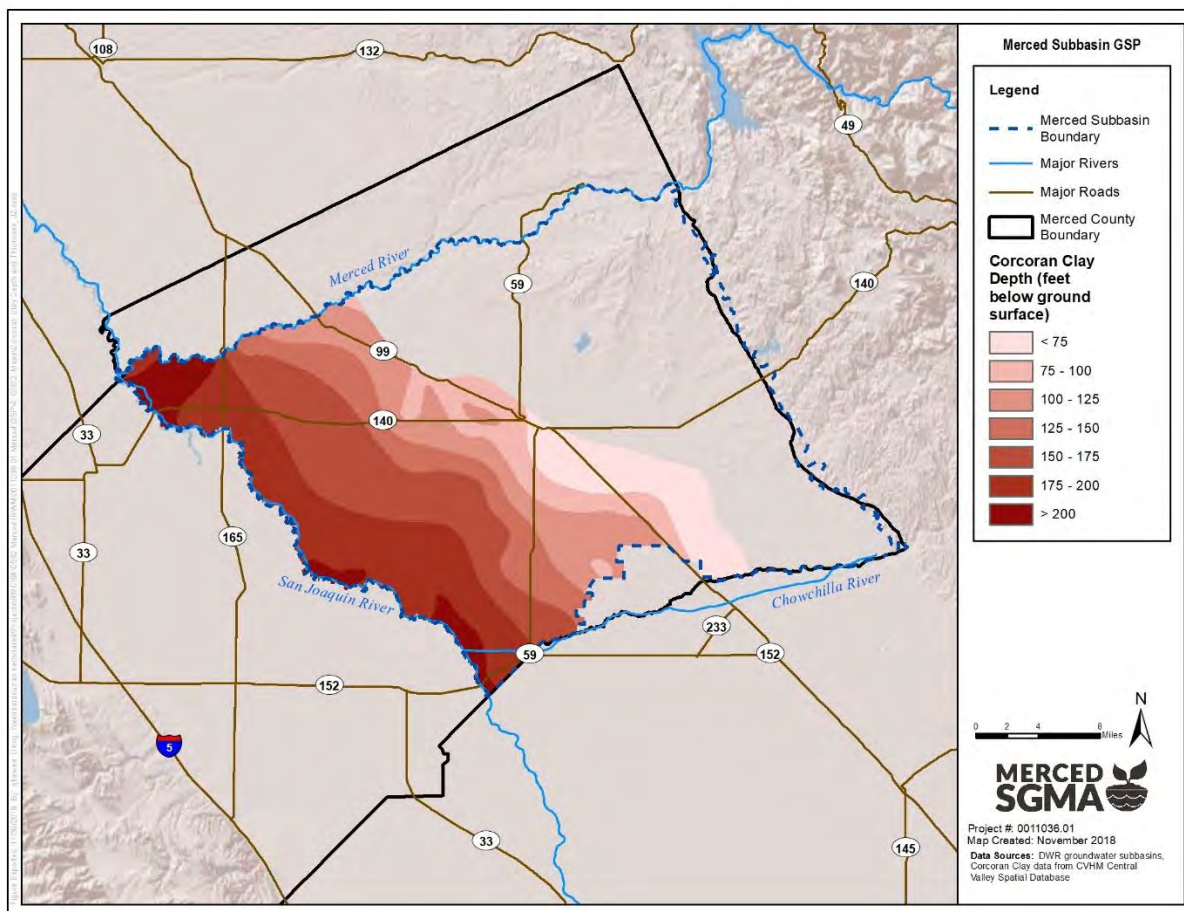 Merced Subbasin GSP
Legend
Merced Subbasin
Boundary
Major Rivers
Major Roads
Merced County
Boundary
Corcoran Clay
Depth (feet
below ground
surface)
< 75
75 - 100
100 - 125
125 - 150
150 - 175
175 - 200
> 200
N
0 2 4 8
Miles
MERCED
SGMA
Project #: 0011036.01
Map Created: November 2018
Data Sources: DWR groundwater subbasins,
Corcoran Clay data from CVHM Central
Valley Spatial Database
108
132
49
Merced River
59
140
99
140
33
165
33
San Joaquin River
Chowchilla River
233
59
152
152
5
33
145